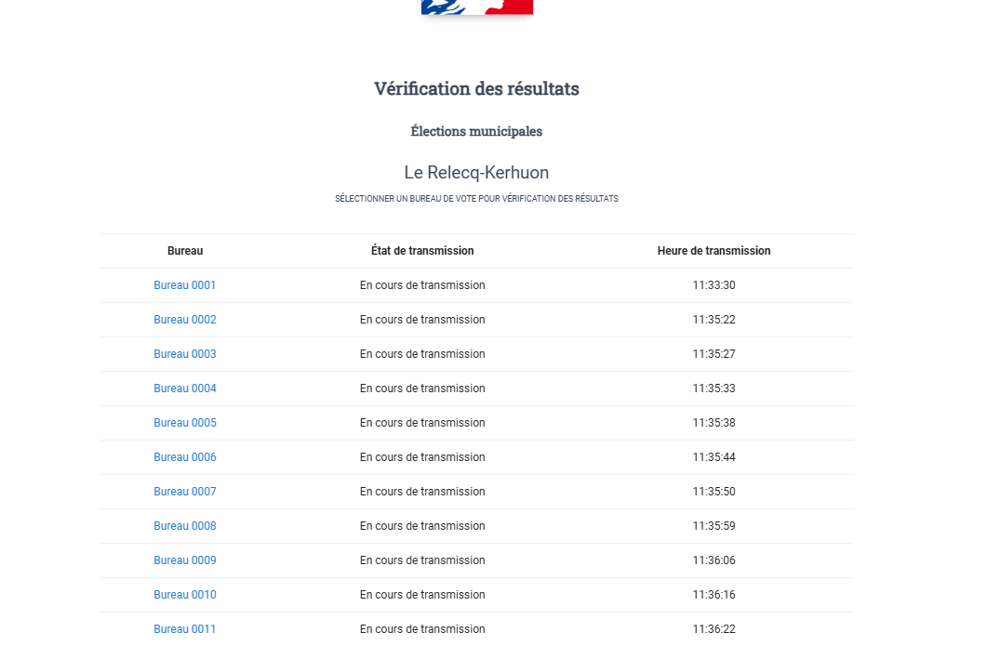 Vérification des résultats
Élections municipales
Le Relecq-Kerhuon
SÉLECTIONNER UN BUREAU DE VOTE POUR VÉRIFICATION DES RÉSULTATS
Bureau État de transmission Heure de transmission
Bureau 0001 En cours de transmission 11:33:30
Bureau 0002 En cours de transmission 11:35:22
Bureau 0003 En cours de transmission 11:35:27
Bureau 0004 En cours de transmission 11:35:33
Bureau 0005 En cours de transmission 11:35:38
Bureau 0006 En cours de transmission 11:35:44
Bureau 0007 En cours de transmission 11:35:50
Bureau 0008 En cours de transmission 11:35:59
Bureau 0009 En cours de transmission 11:36:06
Bureau 0010 En cours de transmission 11:36:16
Bureau 0011 En cours de transmission 11:36:22